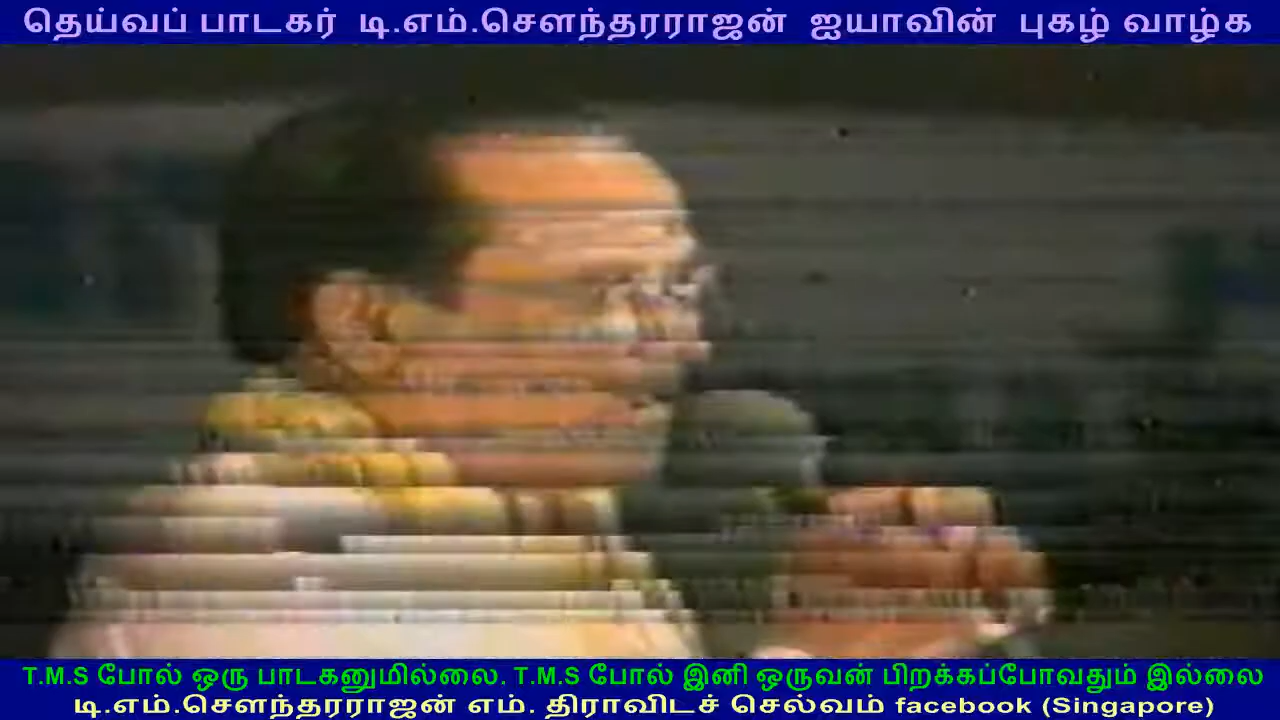 தெய்வப் பாடகர் டி.எம்.சௌந்தரராஜன் ஐயாவின் புகழ் வாழ்க
T.M.S போல் ஒரு பாடகனுமில்லை. T.M.S போல் இனி ஒருவன் பிறக்கப்போவதும் இல்லை
டி.எம்.சௌந்தரராஜன் எம். திராவிடச் செல்வம் facebook (Singapore)